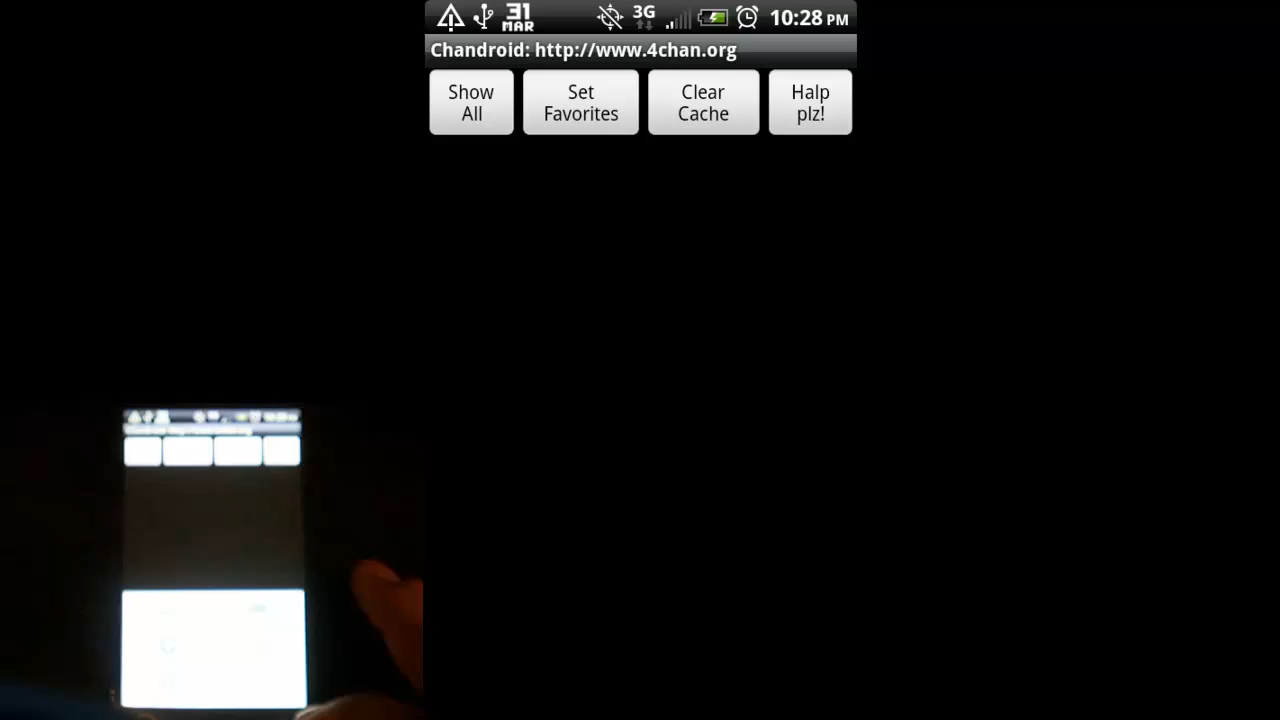 31
MAR
3G
10:28 PM
Chandroid: http://www.4chan.org
Show
All
Set
Favorites
Clear
Cache
Halp
plz!